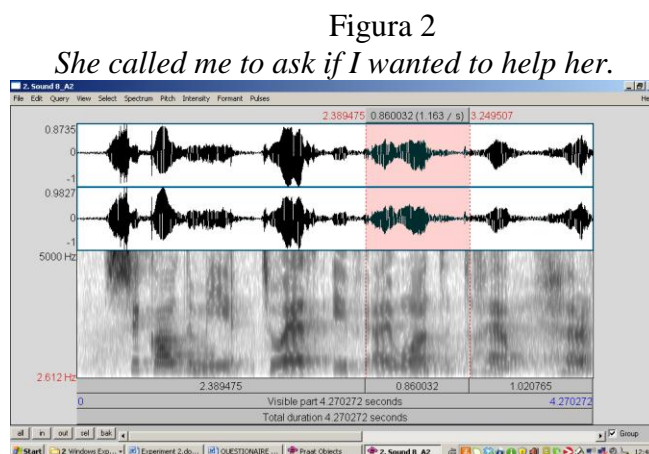 Figura 2
She called me to ask if I wanted to help her.
2. Sound 8_A2
File Edit Query View Select Spectrum Pitch Intensity Formant Pulses
2.389475 0.860032 (1.163 / s) 3.249507
0.8735
0
-1
0.9827
0
-1
5000 Hz
2.612 Hz
2.389475 0.860032 1.020765
0 Visible part 4.270272 seconds 4.270272
Total duration 4.270272 seconds
all in out sel bak Group
Start 2 Windows Exp... Experiment 2.do... QUESTIONAIRE ... Praat Objects 2. Sound 8_A2